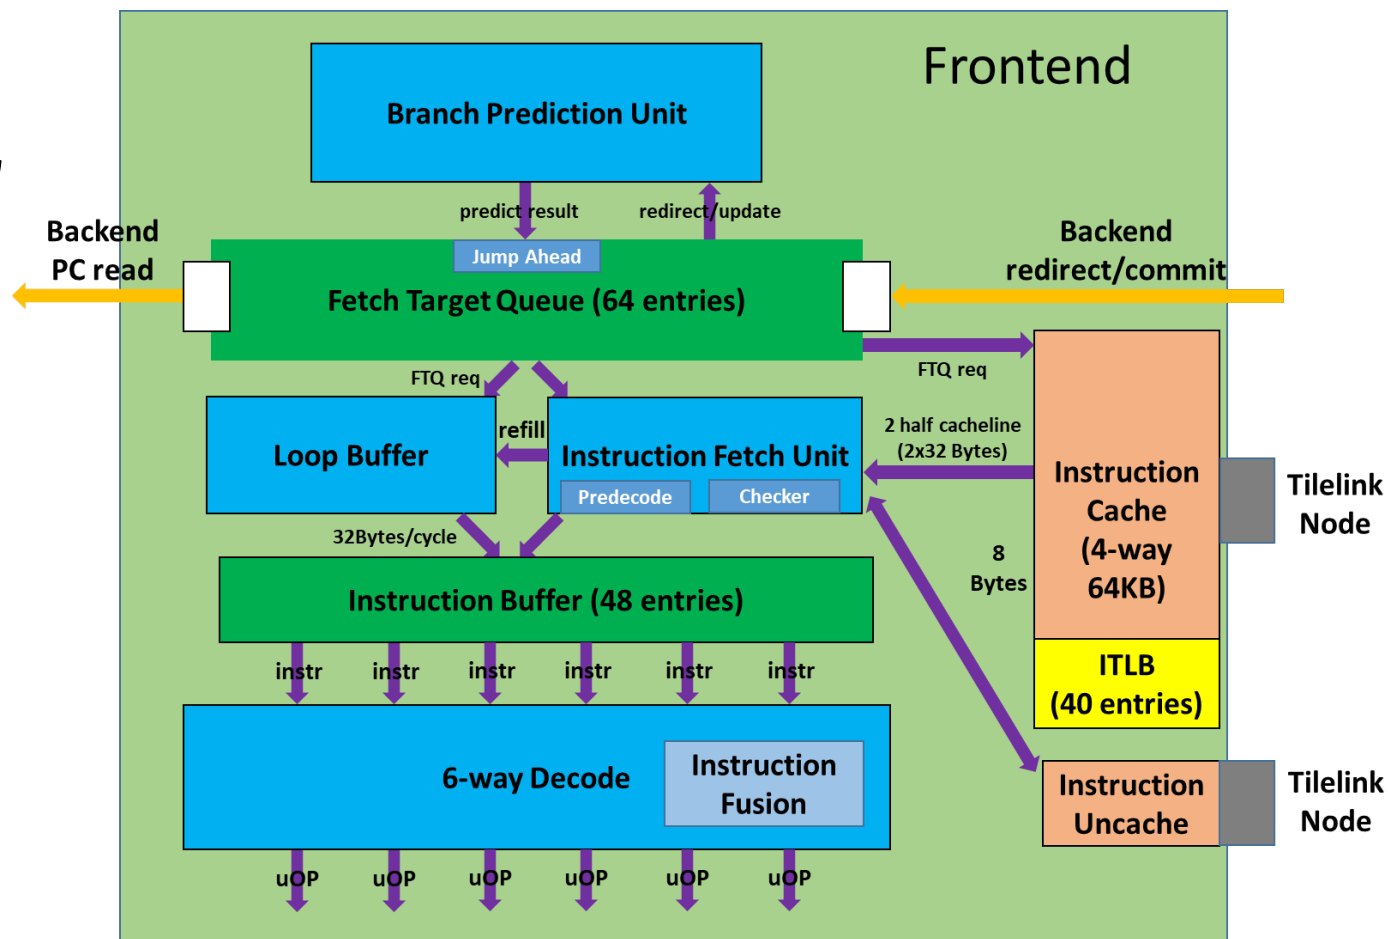 Frontend
Branch Prediction Unit
predict result
redirect/update
Backend
PC read
Backend
redirect/commit
Jump Ahead
Fetch Target Queue (64 entries)
FTQ req
FTQ req
Loop Buffer
refill
Instruction Fetch Unit
Predecode
Checker
2 half cacheline
(2x32 Bytes)
Instruction
Cache
(4-way
64KB)
Tilelink
Node
32Bytes/cycle
8
Bytes
Instruction Buffer (48 entries)
instr instr instr instr instr instr
ITLB
(40 entries)
6-way Decode
Instruction
Fusion
Instruction
Uncache
Tilelink
Node
uOP uOP uOP uOP uOP uOP